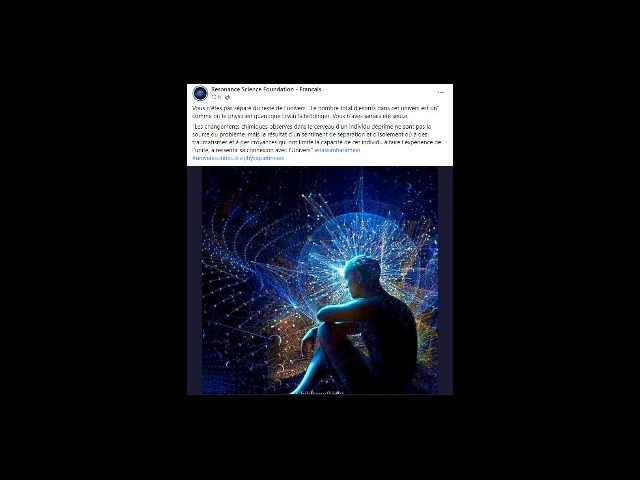 Resonance Science Foundation - Français
13 h
Vous n'êtes pas séparé du reste de l'univers. "Le nombre total d'esprits dans cet univers est un"
comme dit le physicien quantique Erwin Schrödinger. Vous n'avez jamais été seul·e.
"Les changements chimiques observés dans le cerveau d'un individu déprimé ne sont pas la
source du problème, mais le résultat d'un sentiment de séparation et d'isolement dû à des
traumatismes et à des croyances qui ont limité la capacité de cet individu à faire l'expérience de
l'unité, à ressentir sa connexion avec l'Univers" #nassimharamein
#universconnecté #physiqueunifiée